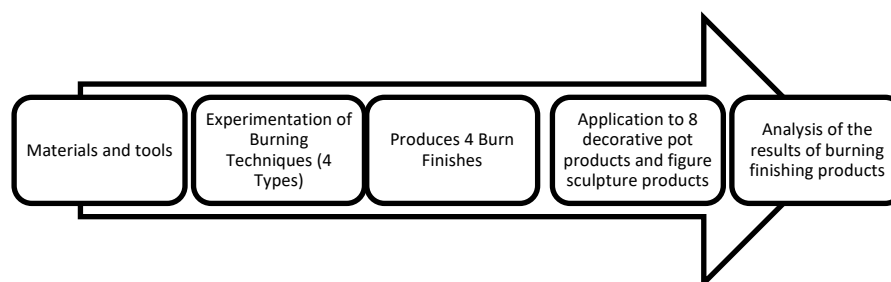 Materials and tools
Experimentation of
Burning
Techniques (4
Types)
Produces 4 Burn
Finishes
Application to 8
decorative pot
products and figure
sculpture products
Analysis of the
results of burning
finishing products